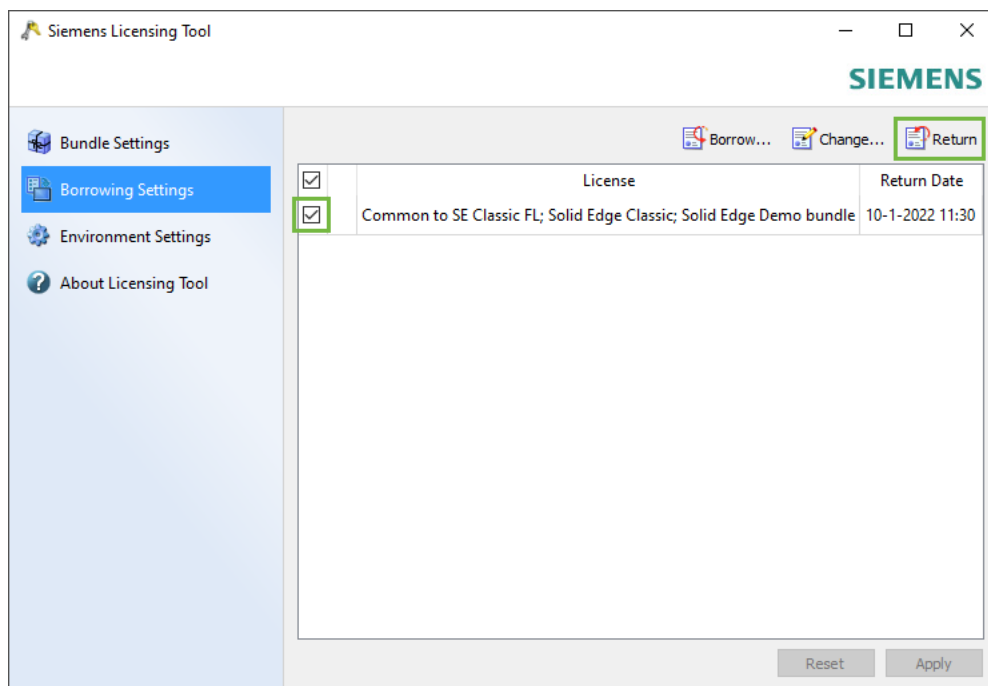 Siemens Licensing Tool
SIEMENS
Bundle Settings
Borrowing Settings
Environment Settings
About Licensing Tool
Borrow... Change... Return
License Return Date
Common to SE Classic FL; Solid Edge Classic; Solid Edge Demo bundle 10-1-2022 11:30
Reset Apply